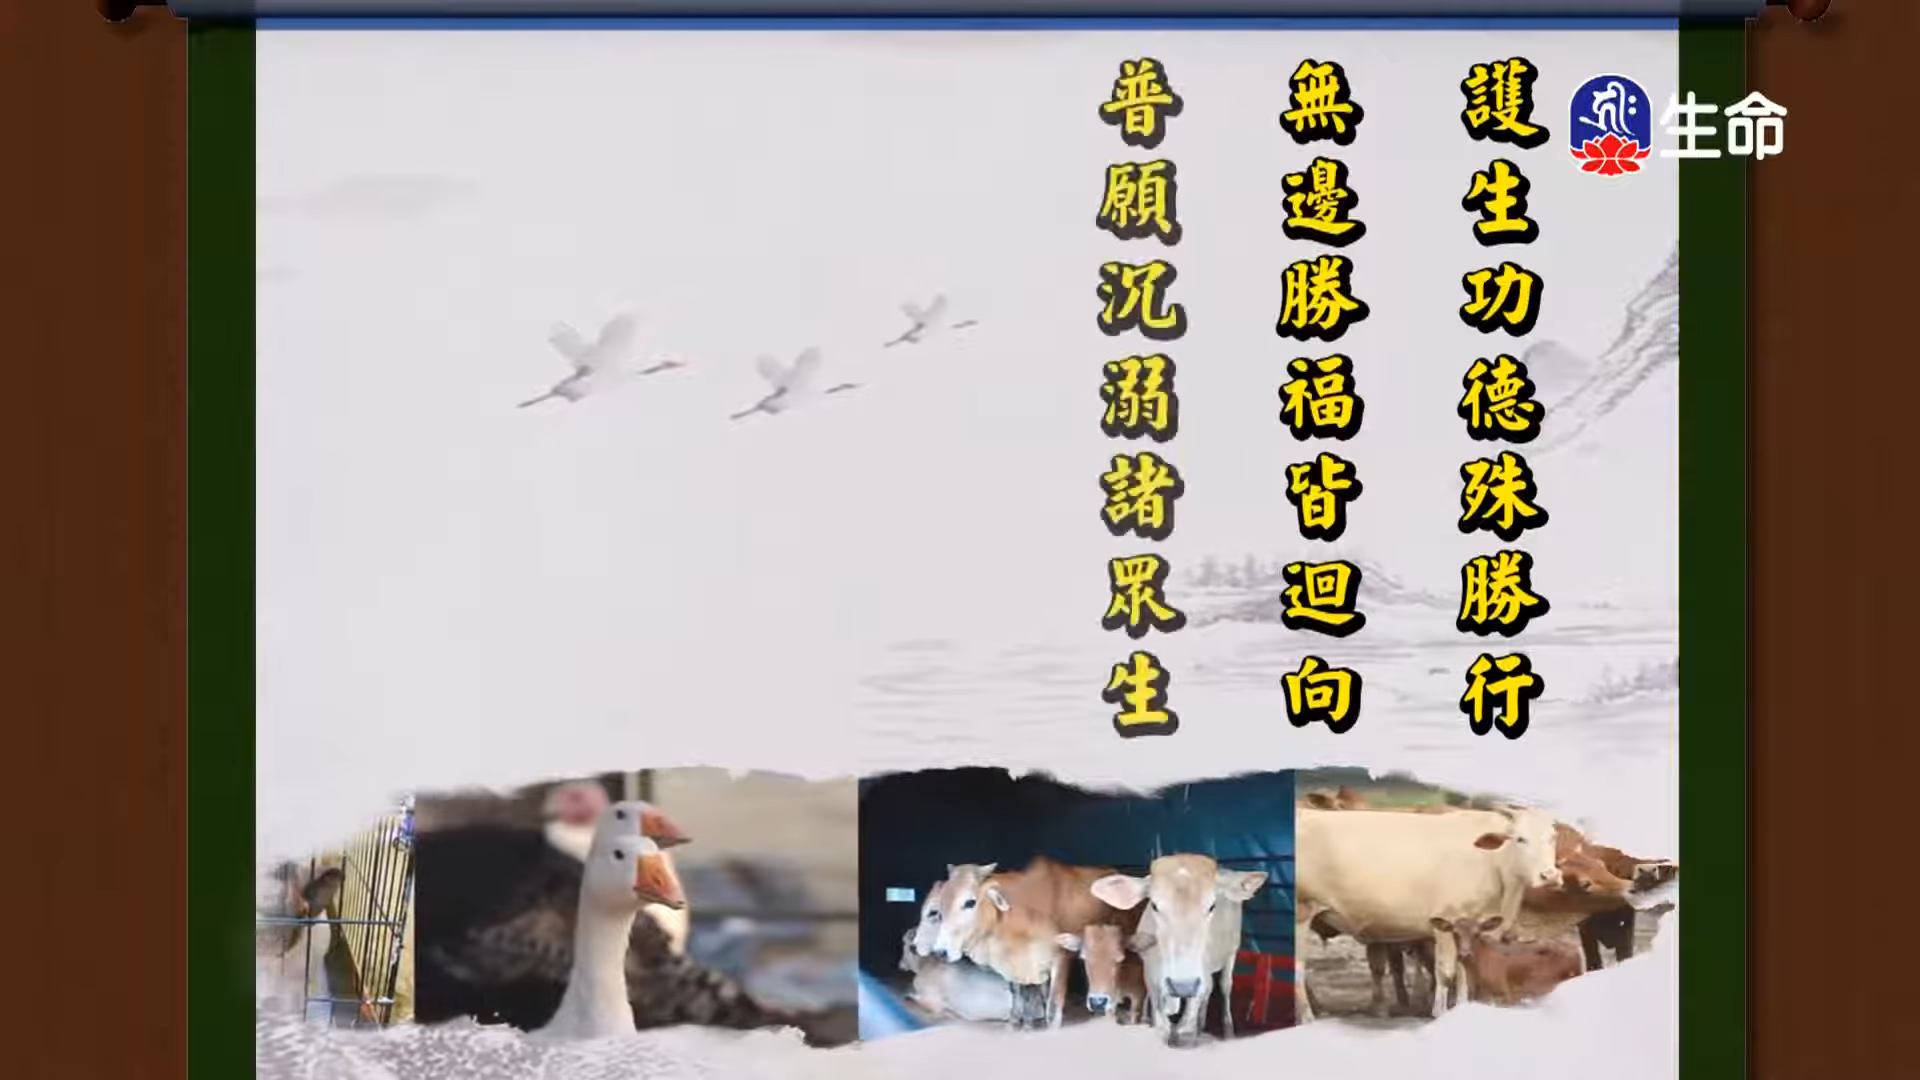 護生功德殊勝行
無邊勝福皆迴向
普願沉溺諸眾生
生命